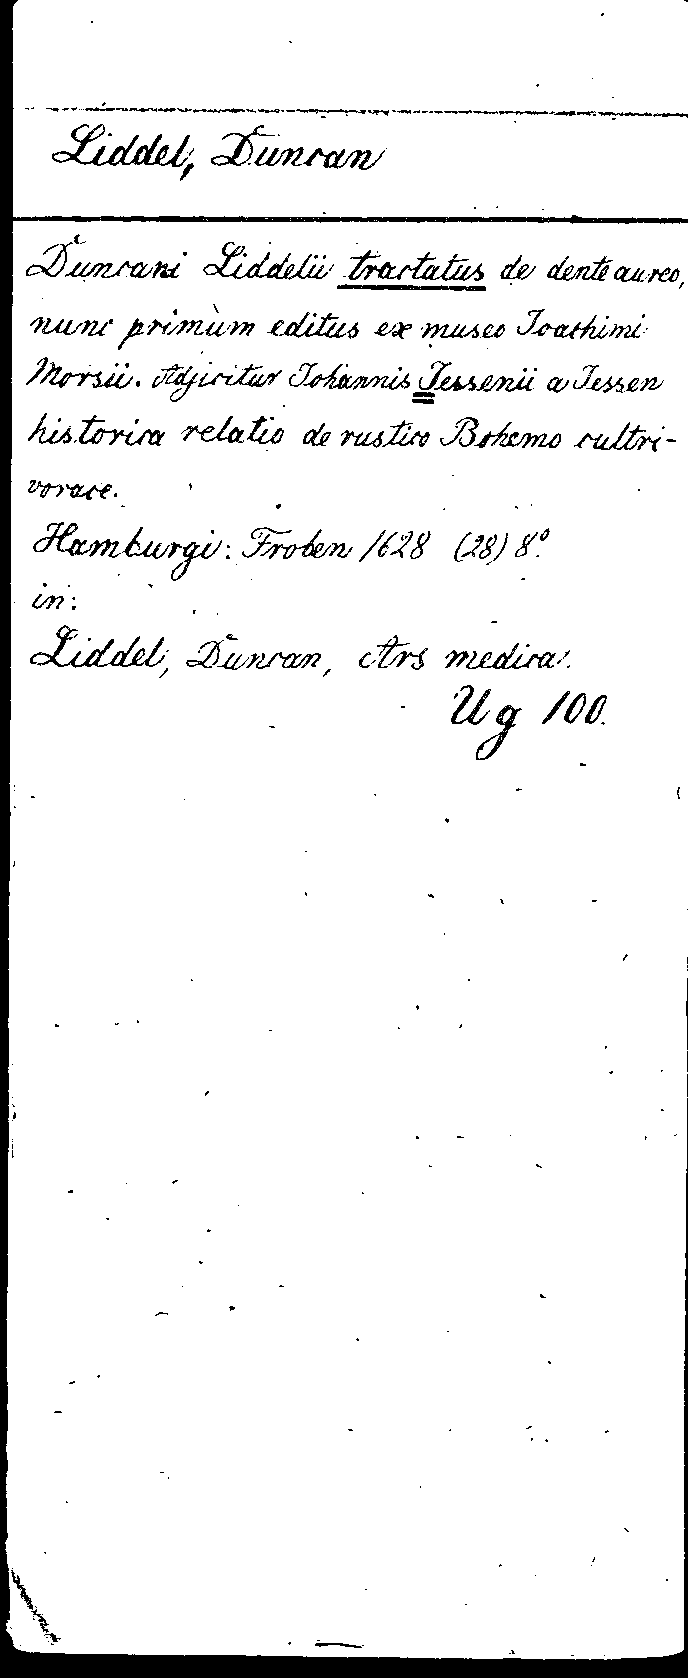 Liddel, Duncan
Duncani Liddelii tractatus de dente aureo,
nunc primùm editus ex museo Joachimi
Morsii. Adjicitur Johannis Jessenii a Jessen
historica relatio de rustico Bohemo cultri-
vorace.
Hamburgi: Froben 1628 (28) 8°.
in:
Liddel, Duncan, Ars medica.
Ug 100.